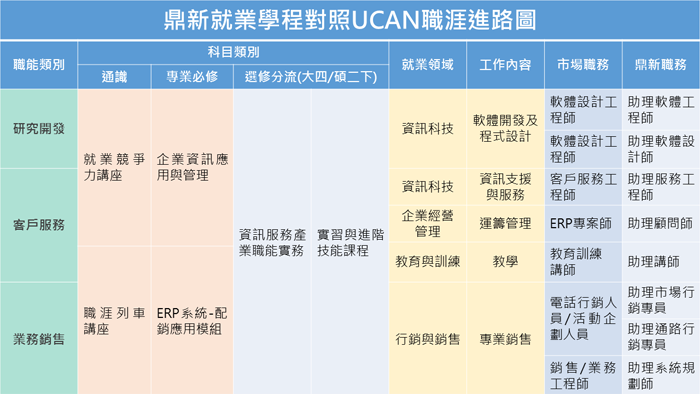 鼎新就業學程對照UCAN職涯進路圖
職能類別
科目類別
就業領域
工作內容
市場職務
鼎新職務
通識
專業必修
選修分流(大四/碩二下)
研究開發
就業競爭
力講座
企業資訊應
用與管理
資訊服務產
業職能實務
實習與進階
技能課程
資訊科技
軟體開發及
程式設計
軟體設計工
程師
助理軟體工
程師
軟體設計工
程師
助理軟體設
計師
客戶服務
資訊科技
資訊支援
與服務
客戶服務工
程師
助理服務工
程師
企業經營
管理
運籌管理
ERP專案師
助理顧問師
教育與訓練
教學
教育訓練
講師
助理講師
職涯列車
講座
ERP系統-配
銷應用模組
業務銷售
行銷與銷售
專業銷售
電話行銷人
員/活動企
劃人員
助理市場行
銷專員
助理通路行
銷專員
銷售/業務
工程師
助理系統規
劃師